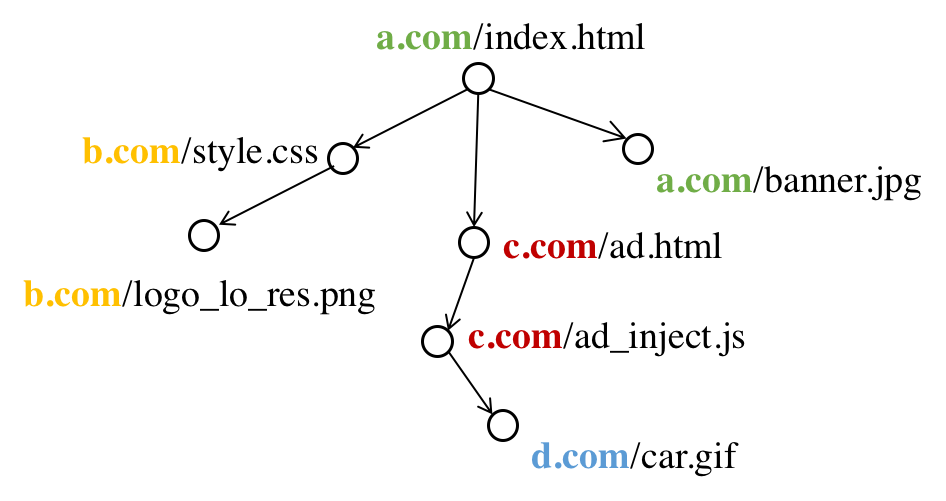 a.com/index.html
b.com/style.css
a.com/banner.jpg
c.com/ad.html
b.com/logo_lo_res.png
c.com/ad_inject.js
d.com/car.gif